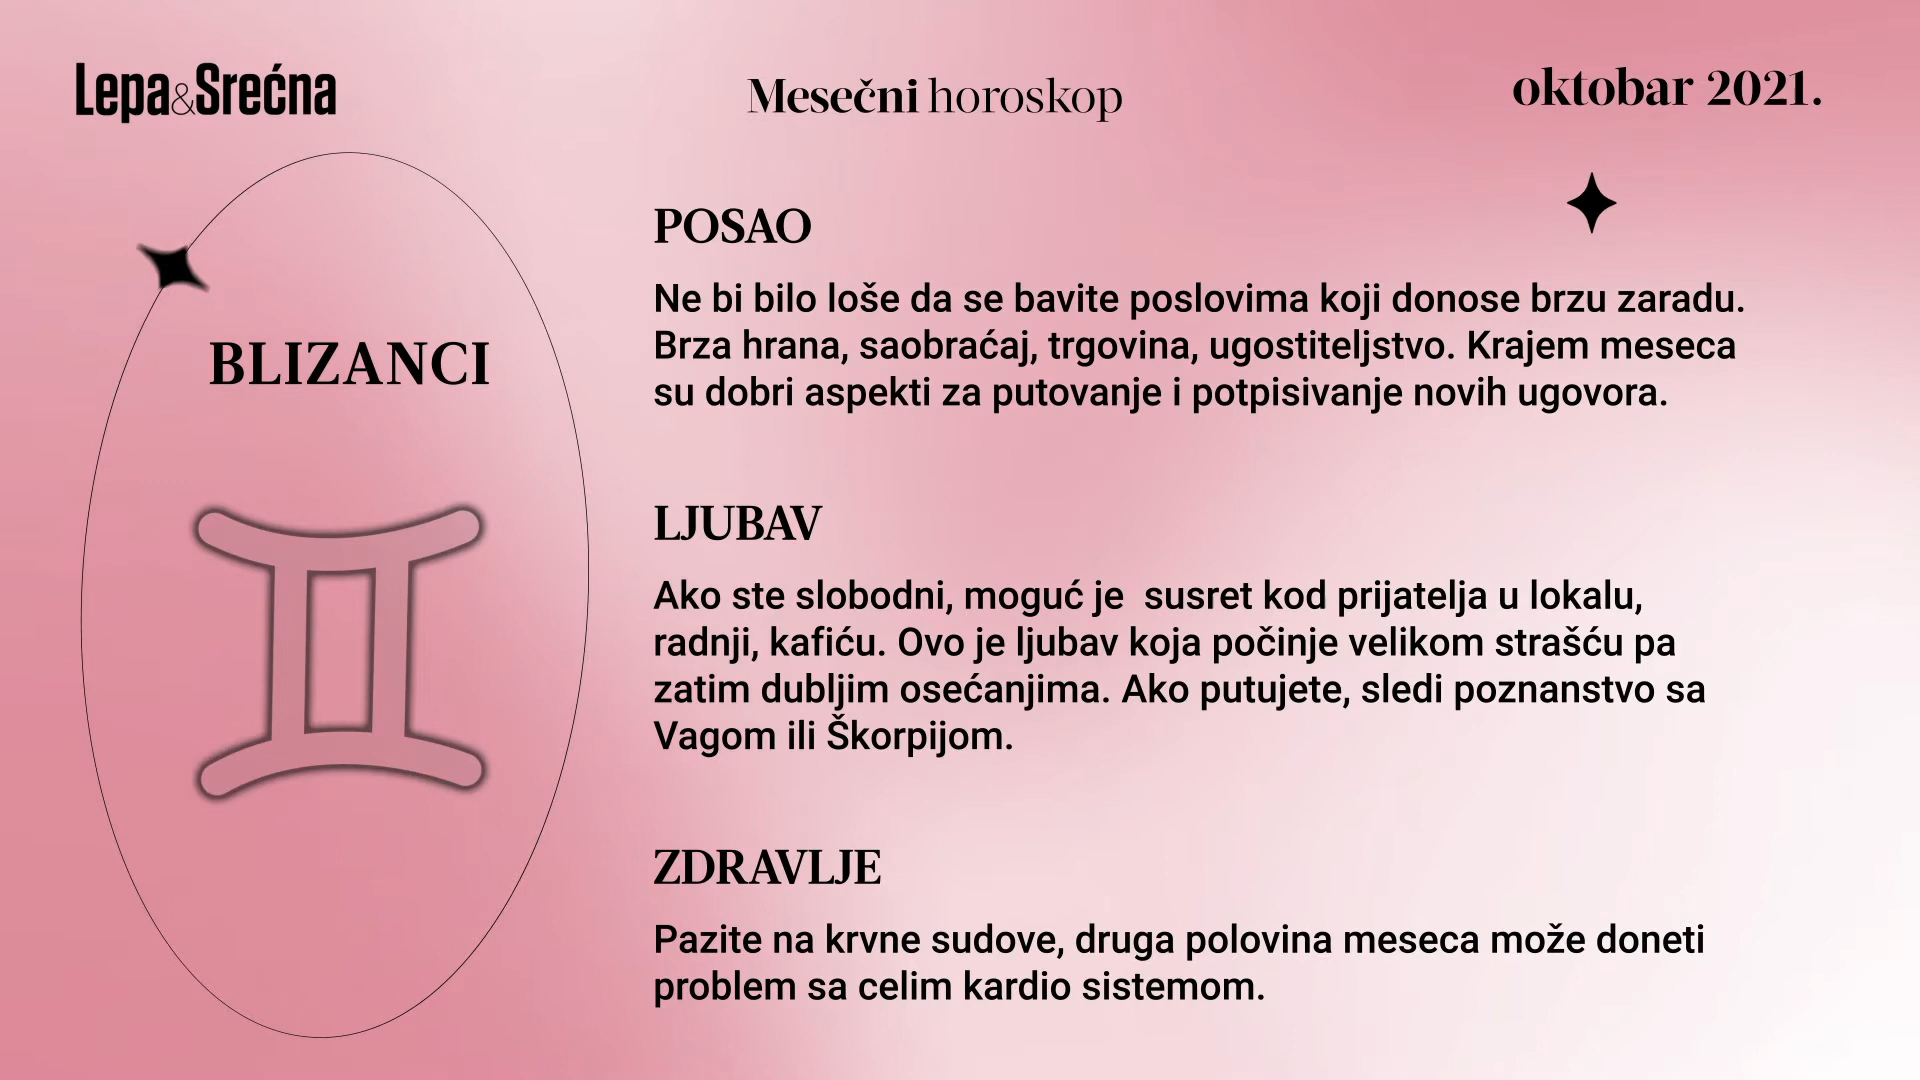 Lepa&Srećna
Mesečni horoskop
oktobar 2021.
BLIZANCI
POSAO
Ne bi bilo loše da se bavite poslovima koji donose brzu zaradu.
Brza hrana, saobraćaj, trgovina, ugostiteljstvo. Krajem meseca
su dobri aspekti za putovanje i potpisivanje novih ugovora.
LJUBAV
Ako ste slobodni, moguć je  susret kod prijatelja u lokalu,
radnji, kafiću. Ovo je ljubav koja počinje velikom strašću pa
zatim dubljim osećanjima. Ako putujete, sledi poznanstvo sa
Vagom ili Škorpijom.
ZDRAVLJE
Pazite na krvne sudove, druga polovina meseca može doneti
problem sa celim kardio sistemom.